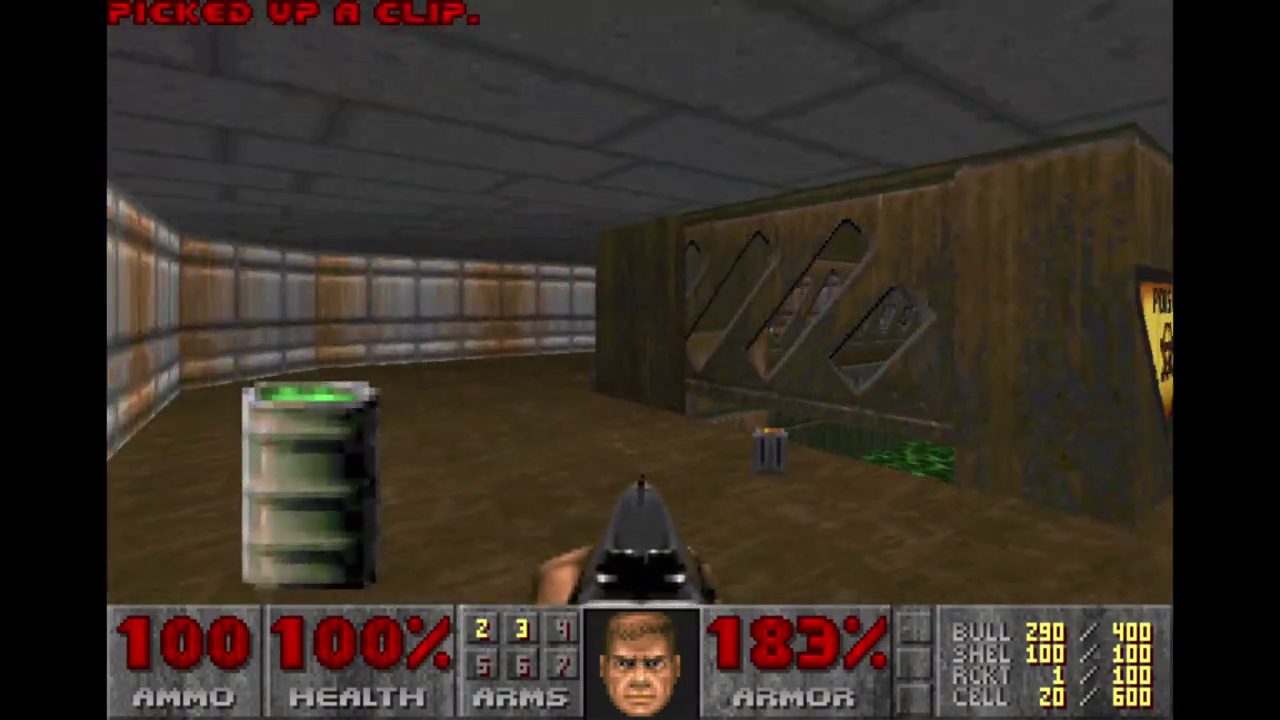 PICKED UP A CLIP.
POIS
2 3 4
100 100% 183%
5 6 7
AMMO HEALTH ARMS ARMOR
BULL 290 / 400
SHEL 100 / 100
RCKT 1 / 100
CELL 20 / 600